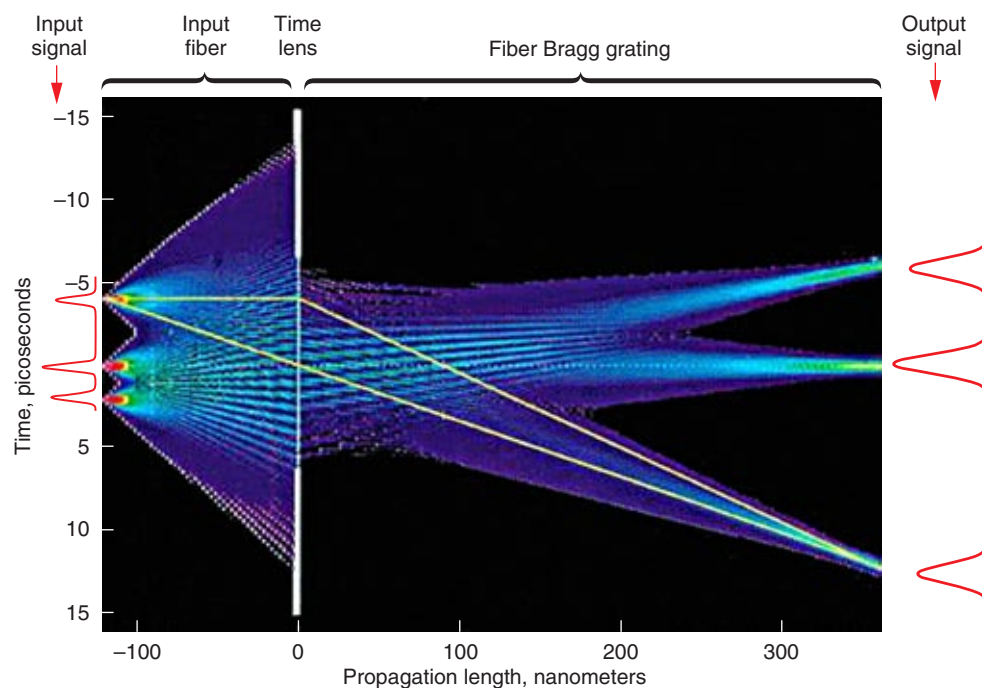 Input signal
Input fiber
Time lens
Fiber Bragg grating
Output signal
Time, picoseconds
–15
–10
–5
0
5
10
15
–100
0
100
200
300
Propagation length, nanometers